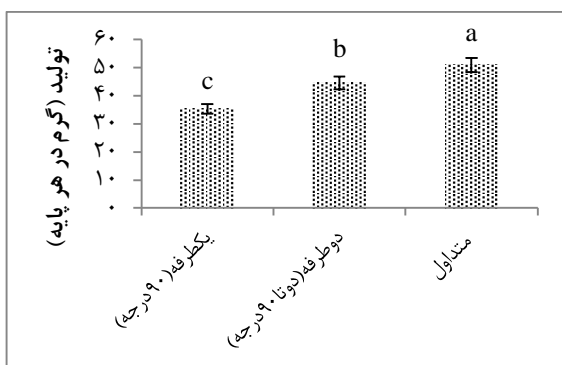 تولید (گرم در هر پایه)
۶۰
۵۰
۴۰
۳۰
۲۰
۱۰
۰
c
b
a
یکطرفه(۹۰درجه)
دوطرفه(دوتا۹۰درجه)
متداول